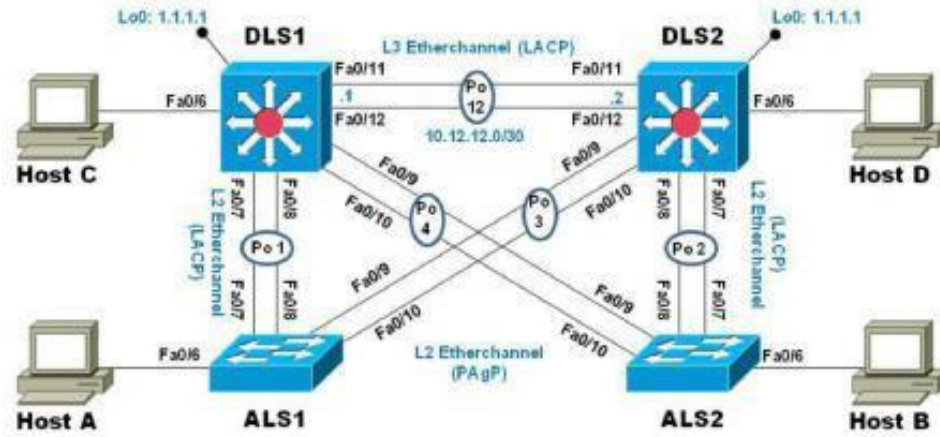 Lo0: 1.1.1.1
Lo0: 1.1.1.1
DLS1
DLS2
L3 Etherchannel (LACP)
Fa0/11
Fa0/11
Po
12
Fa0/6
.1
.2
Fa0/6
Fa0/12
Fa0/12
10.12.12.0/30
Host C
Host D
Fa0/9
Fa0/9
Fa0/10
Fa0/10
Fa0/7
Fa0/8
Fa0/8
Fa0/7
Po
4
Po
3
L2 Etherchannel
(LACP)
Po 1
Po 2
L2 Etherchannel
(LACP)
Fa0/7
Fa0/8
Fa0/9
Fa0/10
Fa0/9
Fa0/10
Fa0/8
Fa0/7
L2 Etherchannel
(PAgP)
Fa0/6
Fa0/6
Host A
ALS1
ALS2
Host B